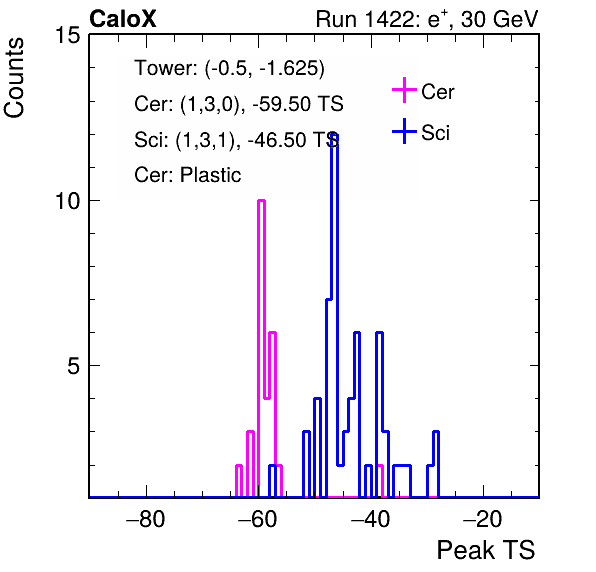 CaloX Run 1422: e⁺, 30 GeV
Counts
15
Tower: (-0.5, -1.625)
Cer: (1,3,0), -59.50 TS
Sci: (1,3,1), -46.50 TS
Cer: Plastic
Cer
Sci
10
5
−80 −60 −40 −20
Peak TS